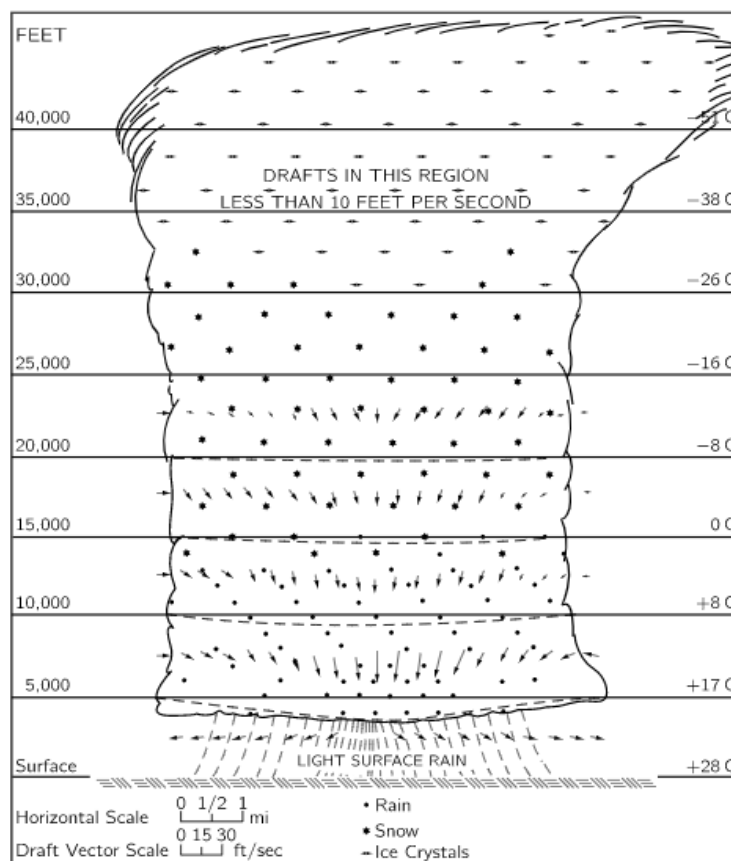 FEET
40,000
−51 C
DRAFTS IN THIS REGION
LESS THAN 10 FEET PER SECOND
35,000
−38 C
30,000
−26 C
25,000
−16 C
20,000
−8 C
15,000
0 C
10,000
+8 C
5,000
+17 C
LIGHT SURFACE RAIN
Surface
+28 C
Horizontal Scale
0 1/2 1
mi
Draft Vector Scale
0 15 30
ft/sec
Rain
Snow
Ice Crystals